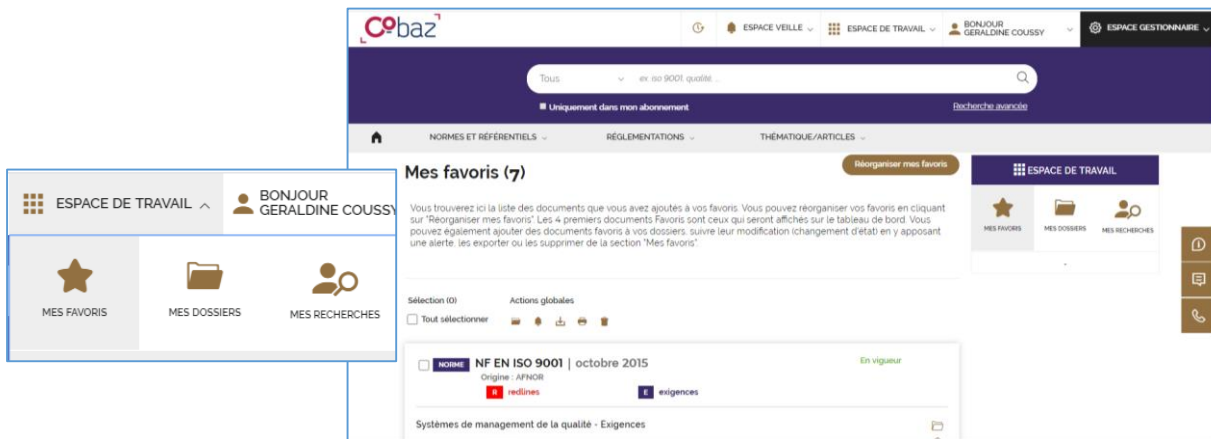 Cobaz
ESPACE VEILLE
ESPACE DE TRAVAIL
BONJOUR
GERALDINE COUSSY
ESPACE GESTIONNAIRE
Tous
ex. iso 9001, qualité, ...
Uniquement dans mon abonnement
Recherche avancée
NORMES ET RÉFÉRENTIELS
RÉGLEMENTATIONS
THÉMATIQUE/ARTICLES
ESPACE DE TRAVAIL
BONJOUR
GERALDINE COUSSY
MES FAVORIS
MES DOSSIERS
MES RECHERCHES
Mes favoris (7)
Réorganiser mes favoris
Vous trouverez ici la liste des documents que vous avez ajoutés à vos favoris. Vous pouvez réorganiser vos favoris en cliquant
sur "Réorganiser mes favoris". Les 4 premiers documents Favoris sont ceux qui seront affichés sur le tableau de bord. Vous
pouvez également ajouter des documents favoris à vos dossiers, suivre leur modification (changement d'état) en y apposant
une alerte, les exporter ou les supprimer de la section "Mes favoris".
ESPACE DE TRAVAIL
MES FAVORIS
MES DOSSIERS
MES RECHERCHES
Sélection (0)
Actions globales
Tout sélectionner
NORME NF EN ISO 9001 | octobre 2015
En vigueur
Origine : AFNOR
R redlines
E exigences
Systèmes de management de la qualité - Exigences